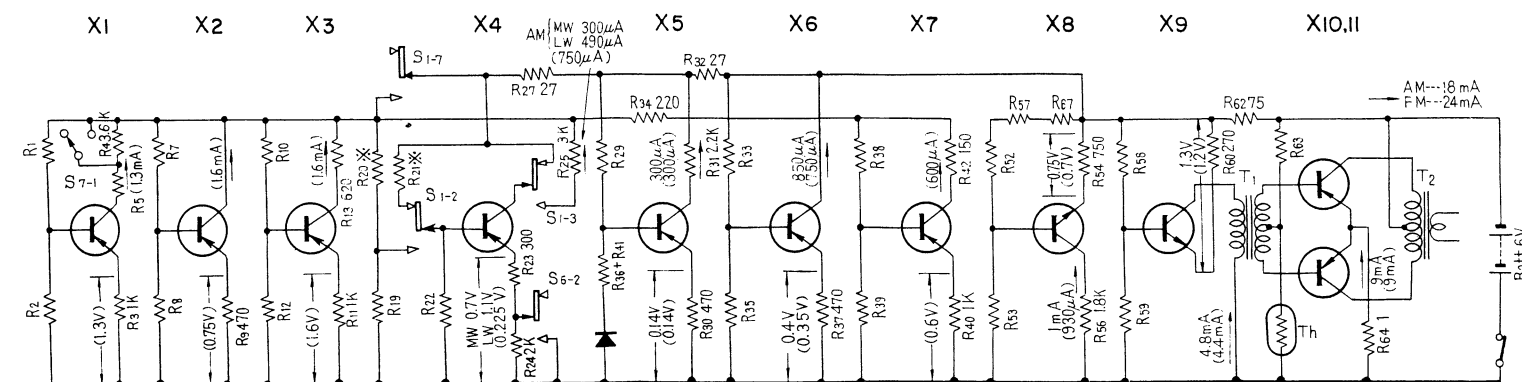 X1 X2 X3 X4 X5 X6 X7 X8 X9 X10,11
AM { MW 300μA
LW 490μA
(750μA)
S1-7
R27 27
R32 27
AM---18 mA
FM---24mA
R34 220
R57
R67
R62 75
R1
R4 3.6K
S7-1
R5 (1.3mA)
R7
(1.6mA)
R10
(1.6mA)
R13 620
R20※
R21※
S1-2
R25 3K
S1-3
R29
300μA
(300μA)
R31 2.2K
R33
850μA
(750μA)
R38
(600μA)
R42 150
R52
0.75V
(0.7V)
R54 750
R58
1.3V
(1.2V)
R60 270
R63
T1
T2
R2
(1.3V)
R3 1K
R8
(0.75V)
R9 470
R12
(1.6V)
R11 1K
R19
R22
MW 0.7V
LW 1.1V
(0.225V)
R23 300
S6-2
R24 2K
R36+R41
0.14V
(0.14V)
R30 470
R35
0.4V
(0.35V)
R37 470
R39
(0.6V)
R40 1K
R53
1mA
(930μA)
R56 1.8K
R59
4.8mA
(4.4mA)
Th
9mA
(9mA)
R64 1
Batt 6V